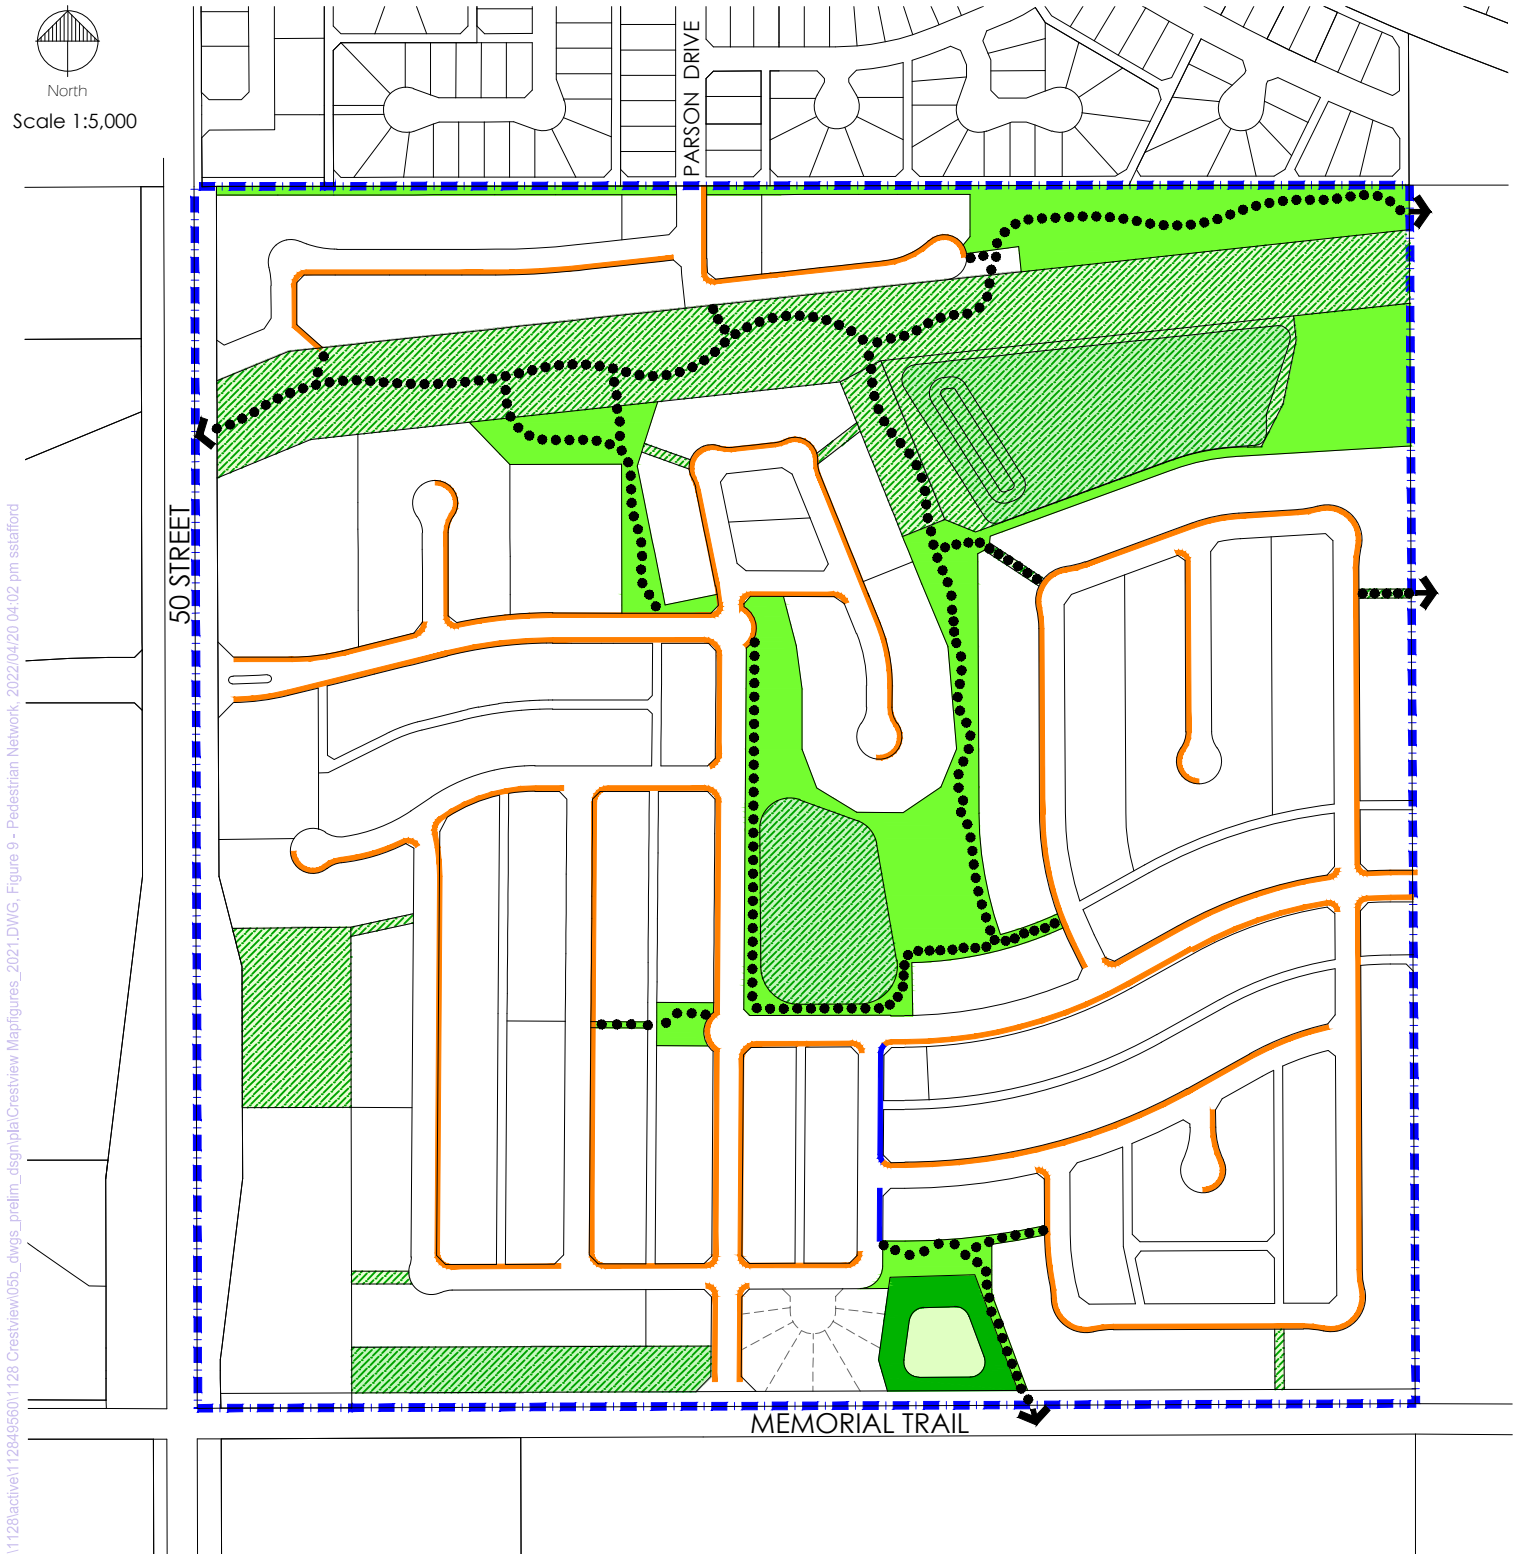 North
Scale 1:5,000
PARSON DRIVE
50 STREET
MEMORIAL TRAIL
\1128\active\112849560\1128 Crestview\05b_dwgs_prelim_dsgn\pla\Crestview Mapfigures_2021.DWG, Figure 9 - Pedestrian Network, 2022/04/20 04:02 pm sstafford